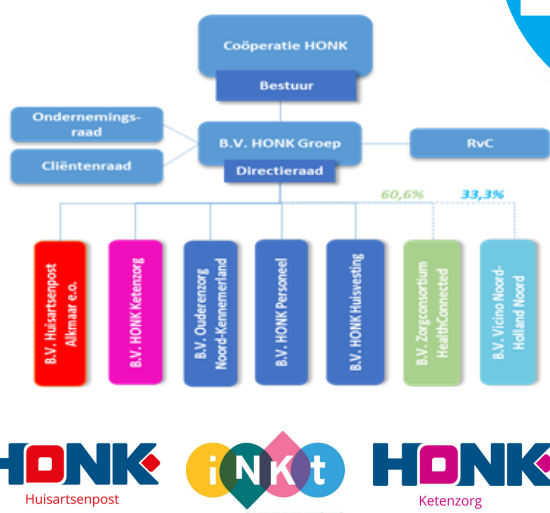 Coöperatie HONK
Bestuur
Ondernemings-
raad
Cliëntenraad
B.V. HONK Groep
Directieraad
RvC
60,6%
33,3%
B.V. Huisartsenpost
Alkmaar e.o.
B.V. HONK Ketenzorg
B.V. Ouderenzorg
Noord-Kennemerland
B.V. HONK Personeel
B.V. HONK Huisvesting
B.V. Zorgconsortium
HealthConnected
B.V. Vicino Noord-
Holland Noord
HONK
Huisartsenpost
iNKt
HONK
Ketenzorg